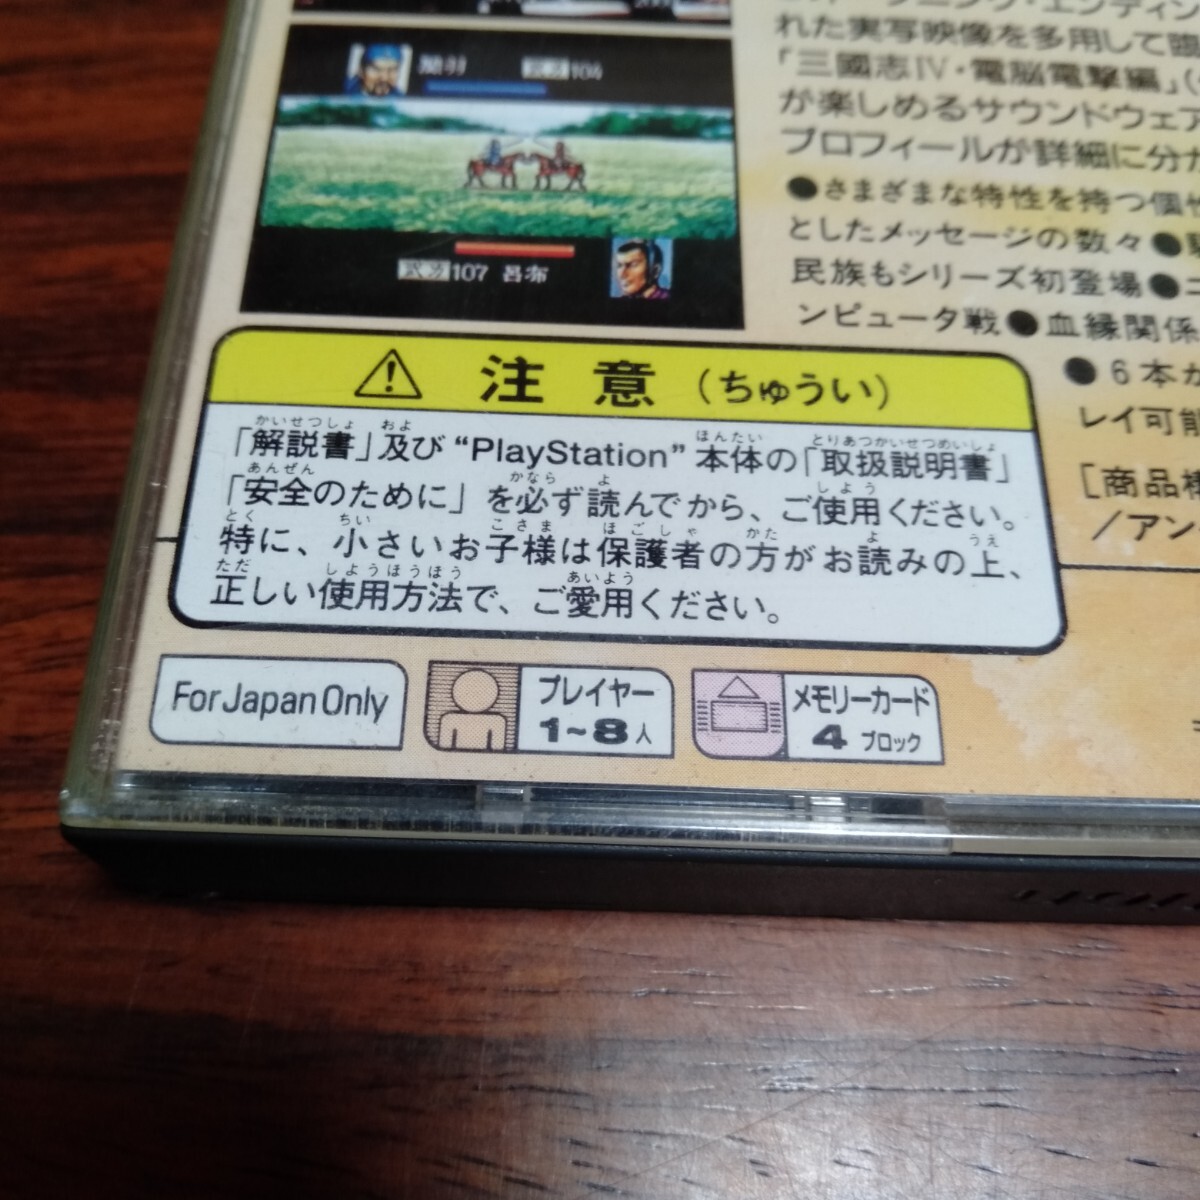 れた実写映像を多用して臨
「三國志Ⅳ・電脳電撃編」(
が楽しめるサウンドウェア
プロフィールが詳細に分か
●さまざまな特性を持つ個性
としたメッセージの数々●
民族もシリーズ初登場●
ンピュータ戦●血縁関係
●6本か
レイ可能
[商品構
/アン
関羽 武力104
武力107 呂布
注意(ちゅうい)
「解説書」及び“PlayStation”本体の「取扱説明書」
「安全のために」を必ず読んでから、ご使用ください。
特に、小さいお子様は保護者の方がお読みの上、
正しい使用方法で、ご愛用ください。
For Japan Only
プレイヤー
1~8人
メモリーカード
4 ブロック